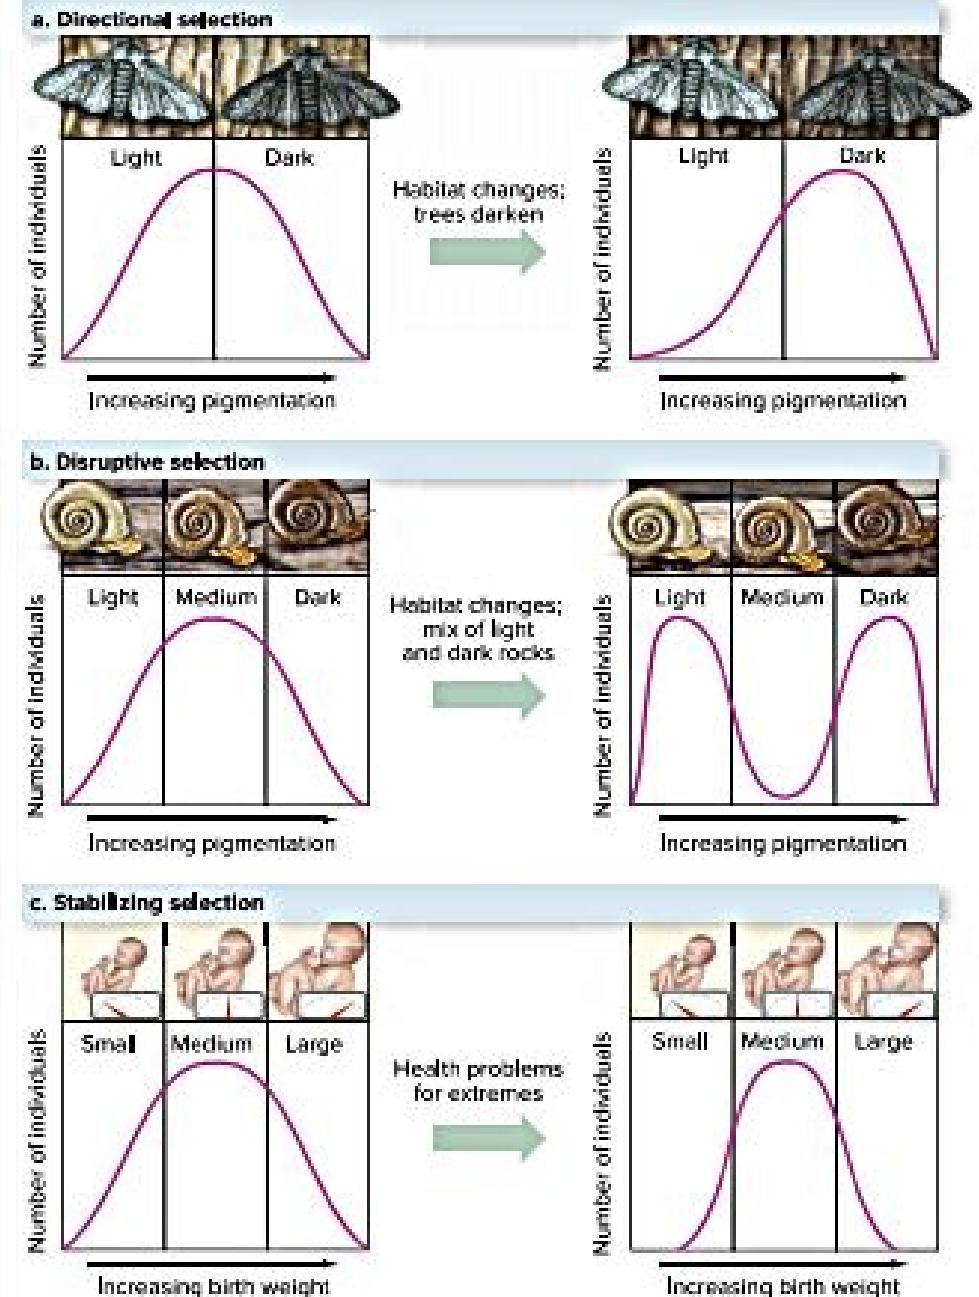 a. Directional selection
Light
Dark
Number of individuals
Increasing pigmentation
Habitat changes;
trees darken
Light
Dark
Number of individuals
Increasing pigmentation
b. Disruptive selection
Light
Medium
Dark
Number of individuals
Increasing pigmentation
Habitat changes;
mix of light
and dark rocks
Light
Medium
Dark
Number of individuals
Increasing pigmentation
c. Stabilizing selection
Small
Medium
Large
Number of individuals
Increasing birth weight
Health problems
for extremes
Small
Medium
Large
Number of individuals
Increasing birth weight